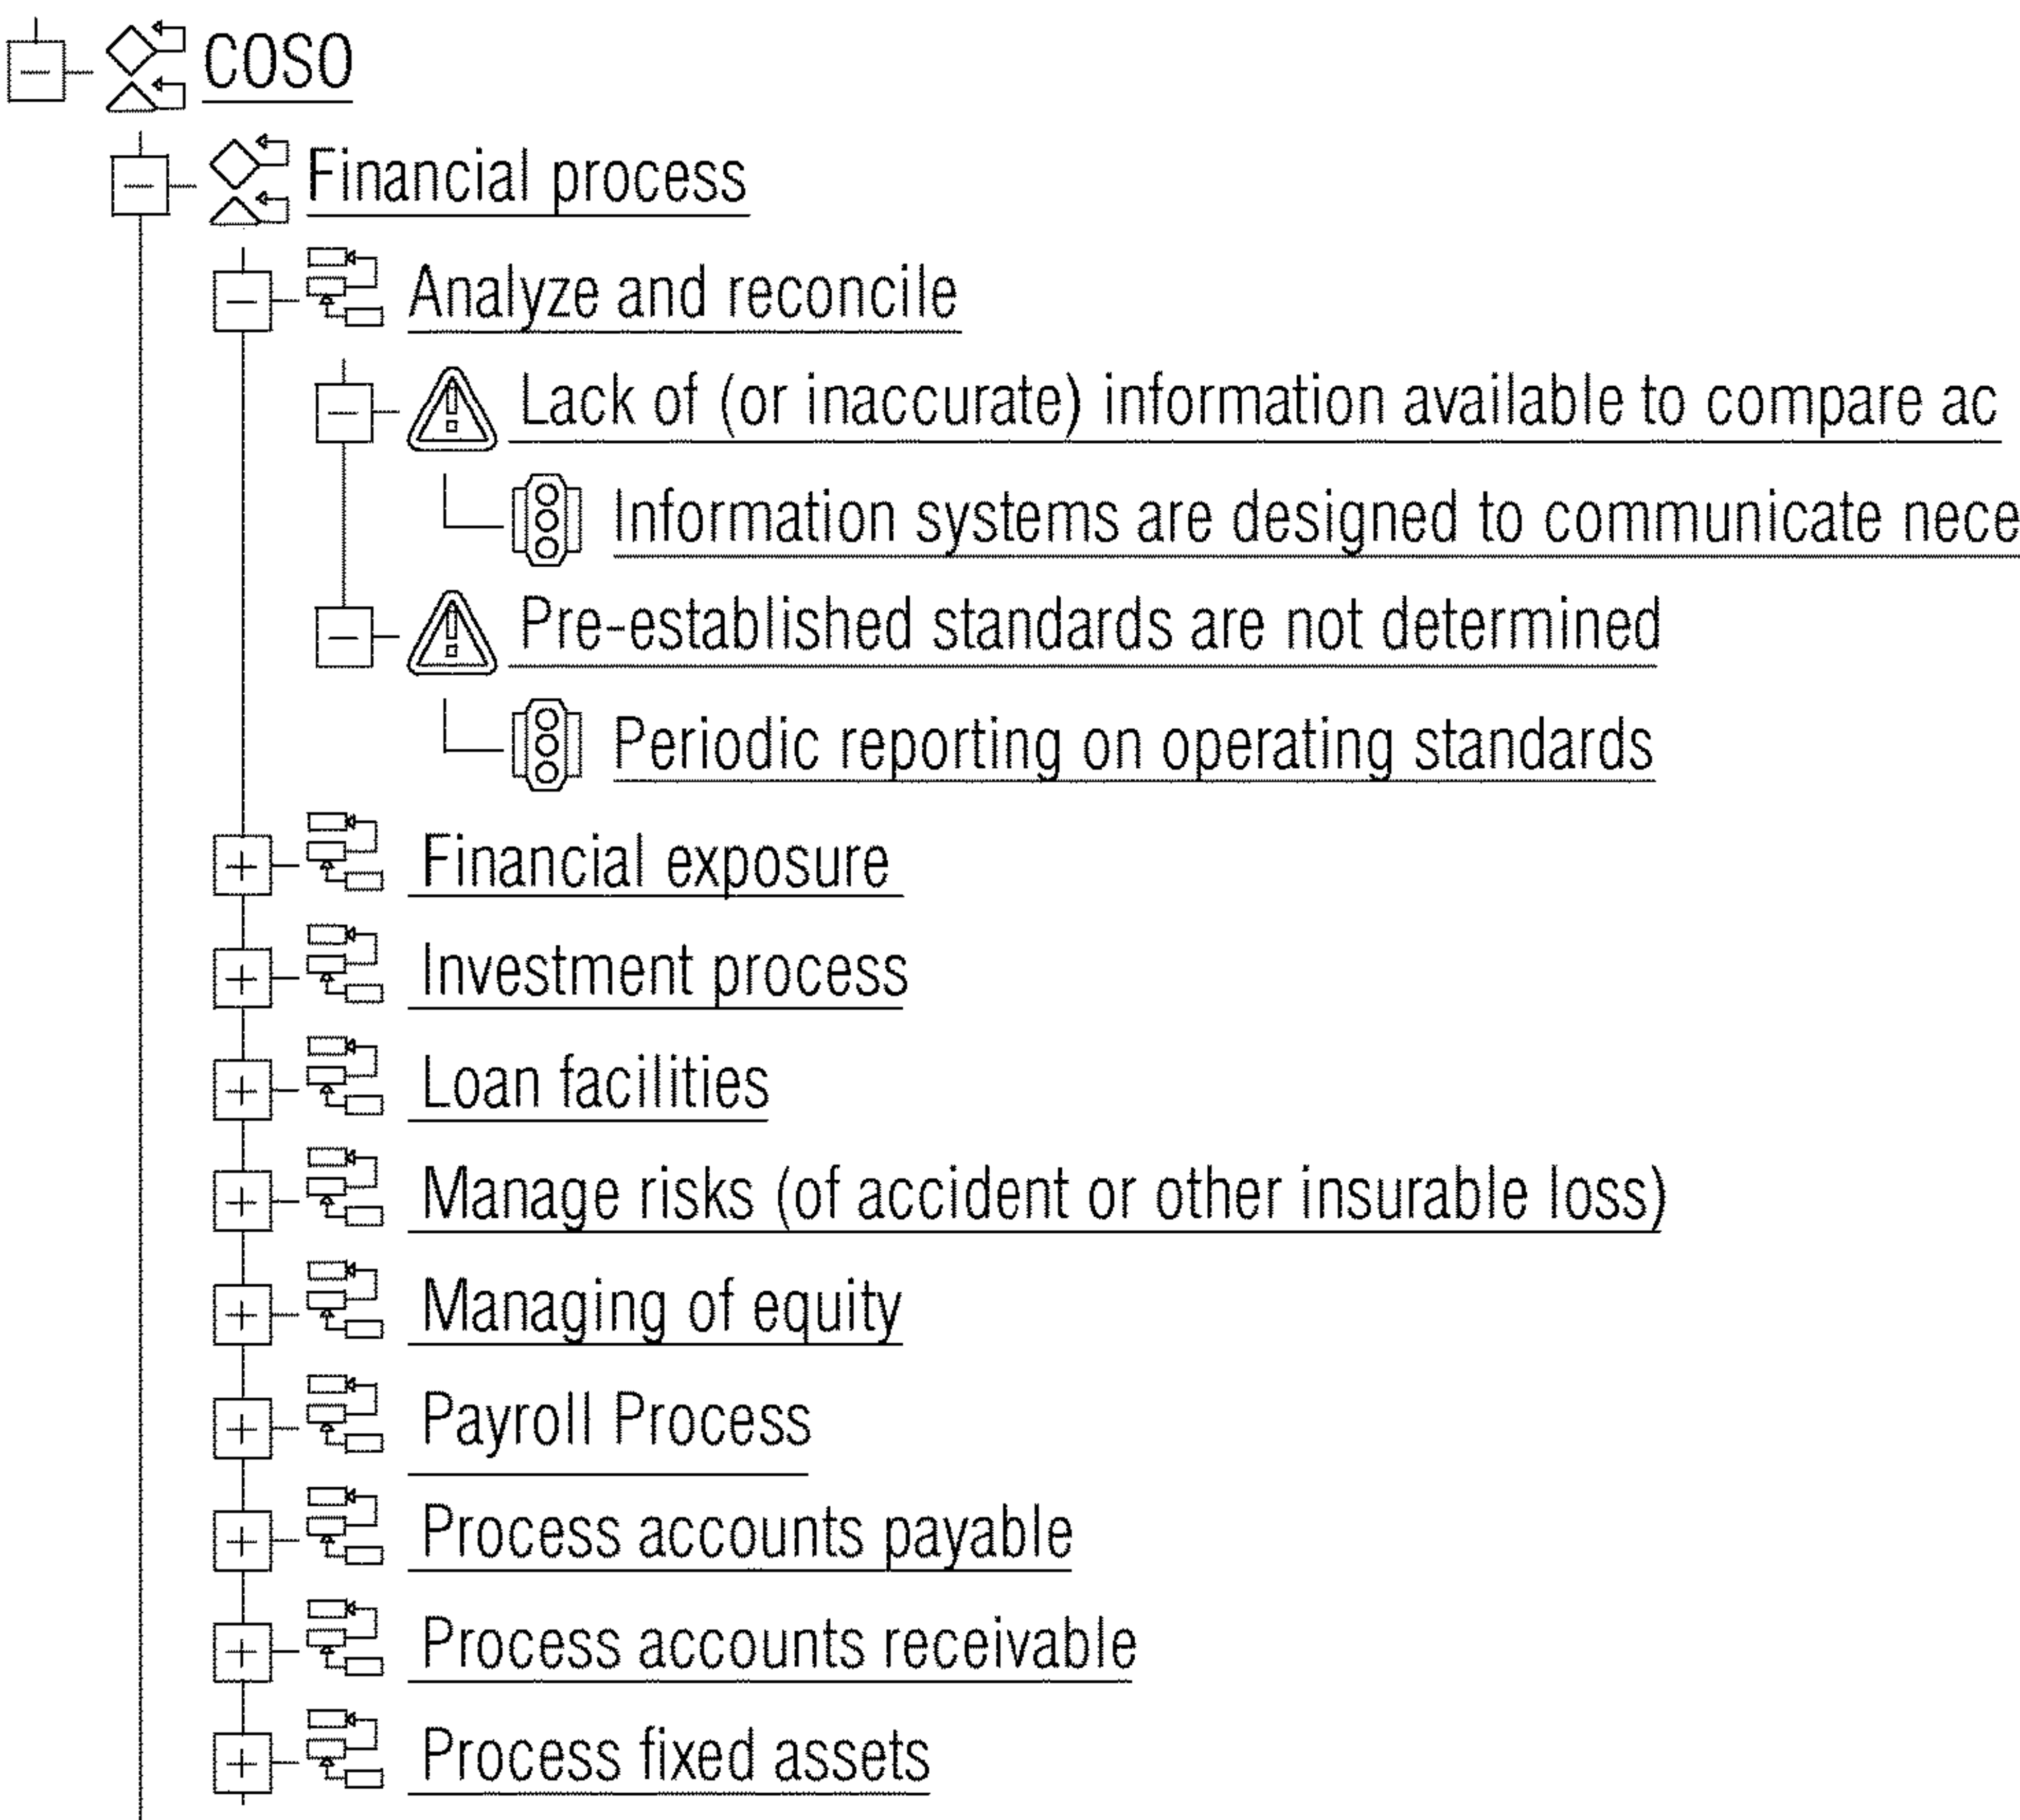 COSO
Financial process
Analyze and reconcile
Lack of (or inaccurate) information available to compare ac
Information systems are designed to communicate nece
Pre-established standards are not determined
Periodic reporting on operating standards
Financial exposure
Investment process
Loan facilities
Manage risks (of accident or other insurable loss)
Managing of equity
Payroll Process
Process accounts payable
Process accounts receivable
Process fixed assets